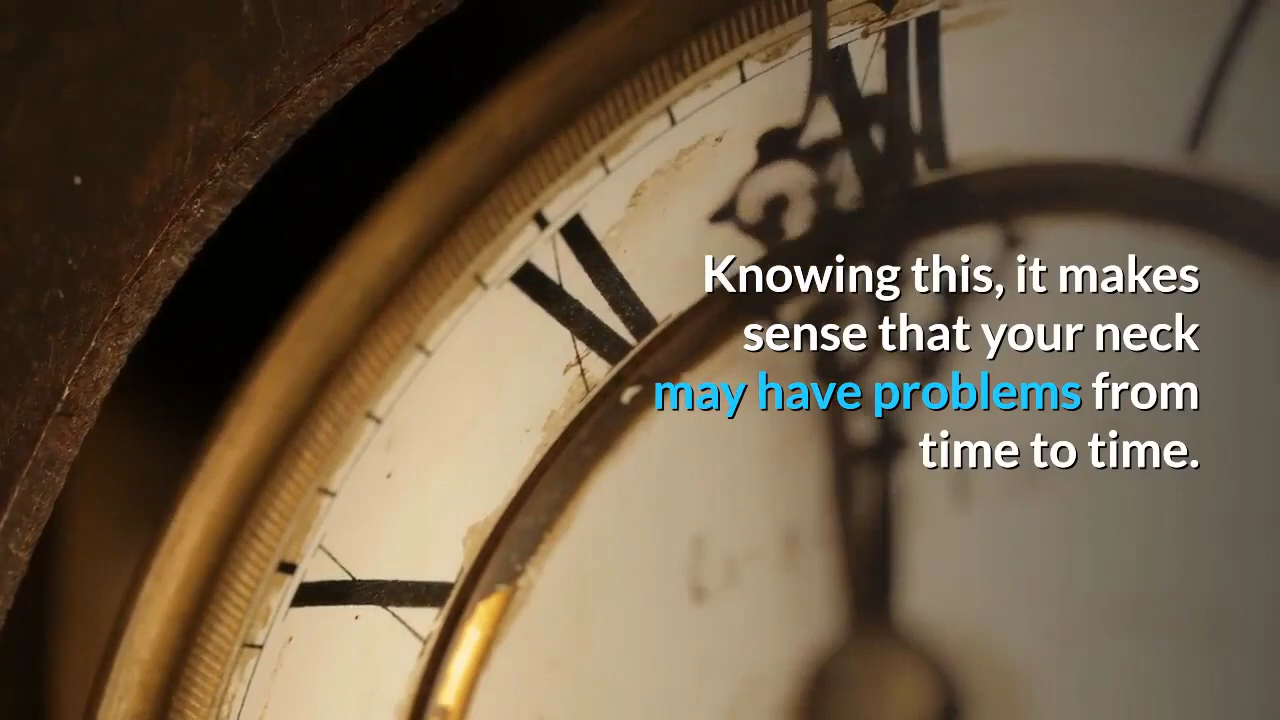 Knowing this, it makes
sense that your neck
may have problems from
time to time.